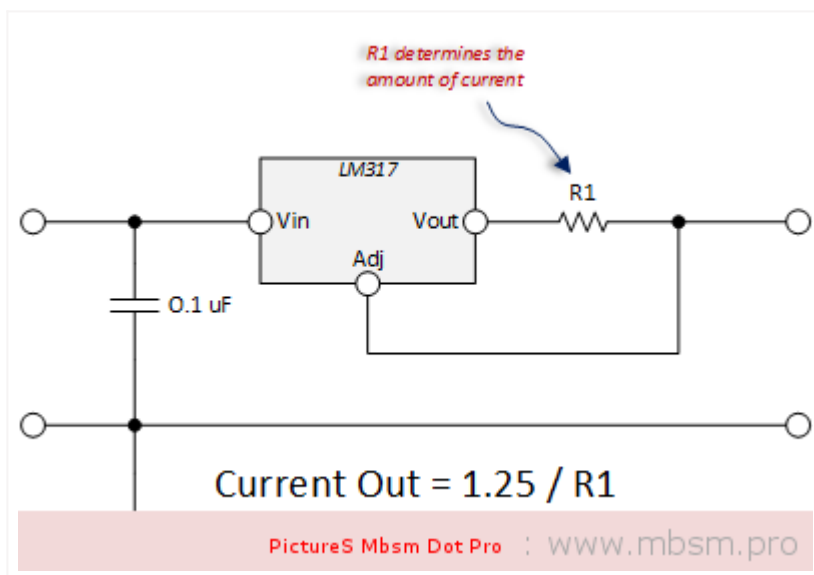 R1 determines the
amount of current
LM317
R1
Vin
Vout
Adj
0.1 uF
Current Out = 1.25 / R1
PictureS Mbsm Dot Pro : www.mbsm.pro